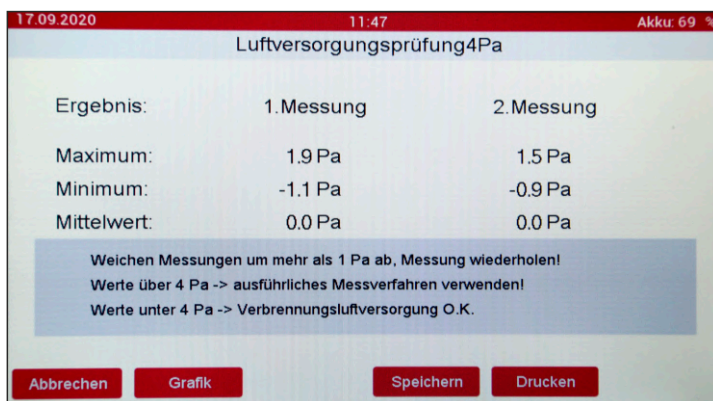 17.09.2020 11:47 Akku: 69 %
Luftversorgungsprüfung4Pa
Ergebnis: 1.Messung 2.Messung
Maximum: 1.9 Pa 1.5 Pa
Minimum: -1.1 Pa -0.9 Pa
Mittelwert: 0.0 Pa 0.0 Pa
Weichen Messungen um mehr als 1 Pa ab, Messung wiederholen!
Werte über 4 Pa -> ausführliches Messverfahren verwenden!
Werte unter 4 Pa -> Verbrennungsluftversorgung O.K.
Abbrechen Grafik Speichern Drucken